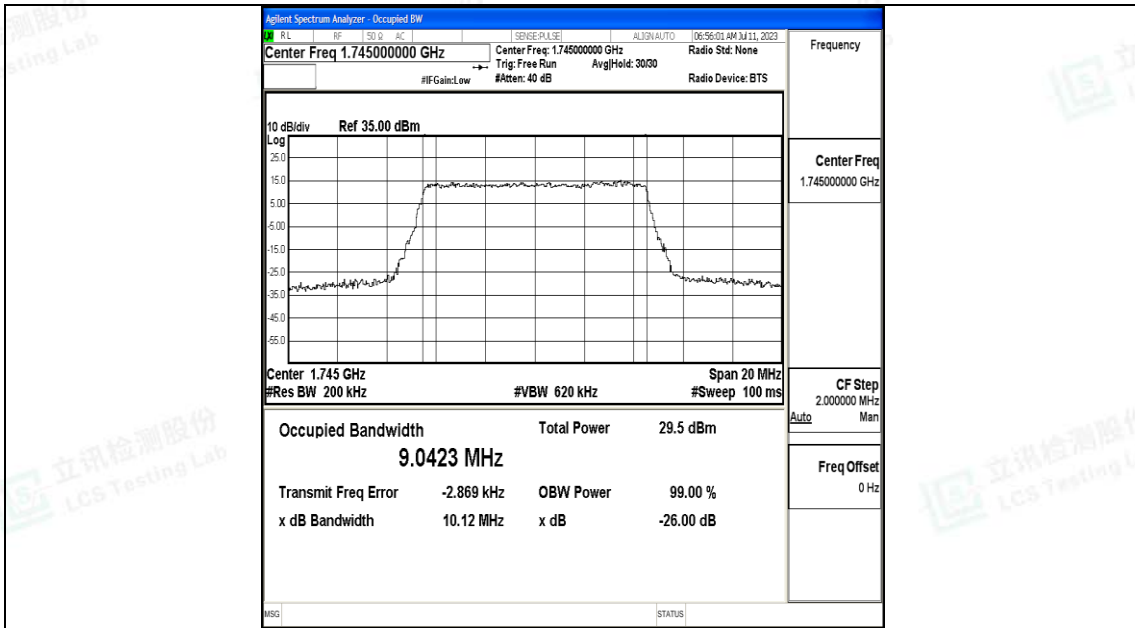 Agilent Spectrum Analyzer - Occupied BW
RL RF 50 Ω AC SENSE:PULSE ALIGN AUTO 06:56:01 AM Jul 11, 2023
Center Freq 1.745000000 GHz
Center Freq: 1.745000000 GHz Radio Std: None
Trig: Free Run Avg|Hold: 30/30
#IFGain:Low #Atten: 40 dB Radio Device: BTS
Frequency
10 dB/div Ref 35.00 dBm
Log
25.0
15.0
5.00
-5.00
-15.0
-25.0
-35.0
-45.0
-55.0
Center Freq
1.745000000 GHz
Center 1.745 GHz Span 20 MHz
#Res BW 200 kHz #VBW 620 kHz #Sweep 100 ms
CF Step
2.000000 MHz
Auto Man
Occupied Bandwidth Total Power 29.5 dBm
9.0423 MHz
Transmit Freq Error -2.869 kHz OBW Power 99.00 %
x dB Bandwidth 10.12 MHz x dB -26.00 dB
Freq Offset
0 Hz
MSG STATUS
立讯检测股份
LCS Testing Lab
立讯检测股份
LCS Testing L
检测股份
sting Lab
立